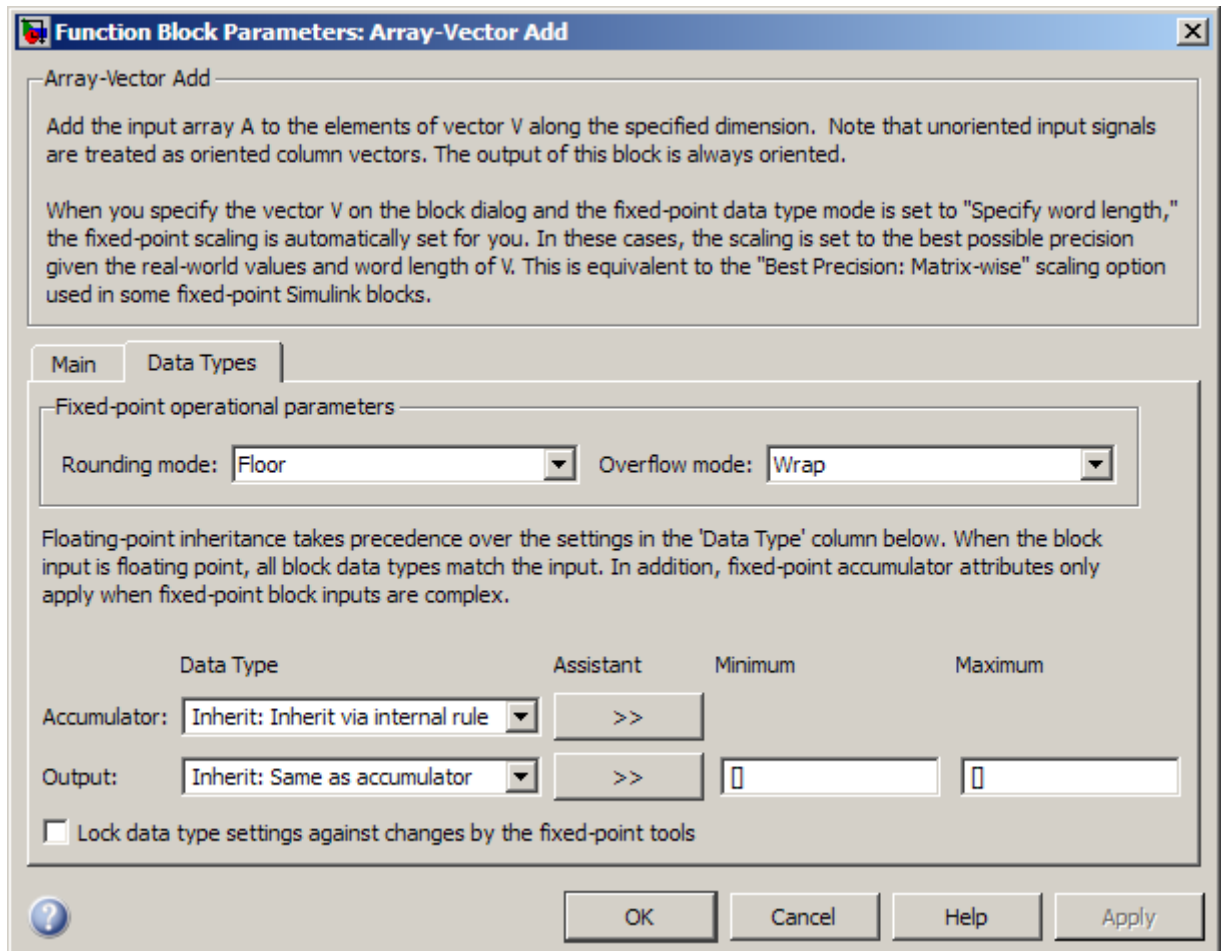 Function Block Parameters: Array-Vector Add
Array-Vector Add
Add the input array A to the elements of vector V along the specified dimension. Note that unoriented input signals
are treated as oriented column vectors. The output of this block is always oriented.
When you specify the vector V on the block dialog and the fixed-point data type mode is set to "Specify word length,"
the fixed-point scaling is automatically set for you. In these cases, the scaling is set to the best possible precision
given the real-world values and word length of V. This is equivalent to the "Best Precision: Matrix-wise" scaling option
used in some fixed-point Simulink blocks.
Main Data Types
Fixed-point operational parameters
Rounding mode: Floor Overflow mode: Wrap
Floating-point inheritance takes precedence over the settings in the 'Data Type' column below. When the block
input is floating point, all block data types match the input. In addition, fixed-point accumulator attributes only
apply when fixed-point block inputs are complex.
Data Type Assistant Minimum Maximum
Accumulator: Inherit: Inherit via internal rule >>
Output: Inherit: Same as accumulator >> [] []
Lock data type settings against changes by the fixed-point tools
? OK Cancel Help Apply